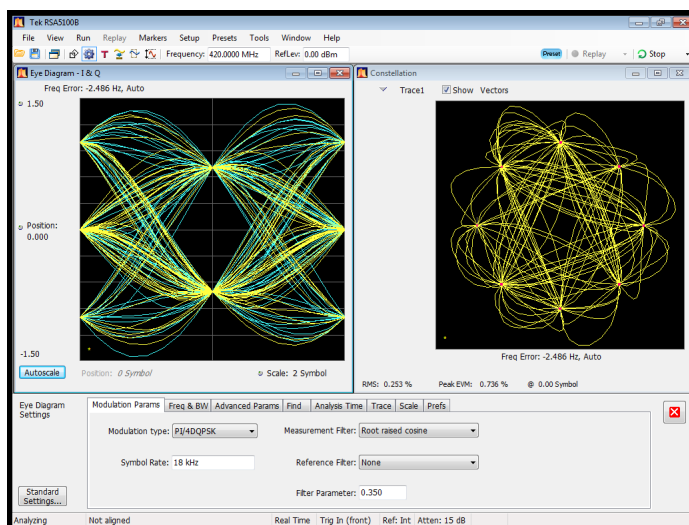 Tek RSA5100B
File View Run Replay Markers Setup Presets Tools Window Help
T Frequency: 420.0000 MHz RefLev: 0.00 dBm Preset Replay Stop
Eye Diagram - I & Q
Freq Error: -2.486 Hz, Auto
1.50
Position:
0.000
-1.50
Autoscale Position: 0 Symbol Scale: 2 Symbol
Constellation
Trace1 Show Vectors
Freq Error: -2.486 Hz, Auto
RMS: 0.253 % Peak EVM: 0.736 % @ 0.00 Symbol
Eye Diagram
Settings
Modulation Params Freq & BW Advanced Params Find Analysis Time Trace Scale Prefs
Modulation type: PI/4DQPSK Measurement Filter: Root raised cosine
Symbol Rate: 18 kHz Reference Filter: None
Filter Parameter: 0.350
Standard
Settings...
Analyzing Not aligned Real Time Trig In (front) Ref: Int Atten: 15 dB